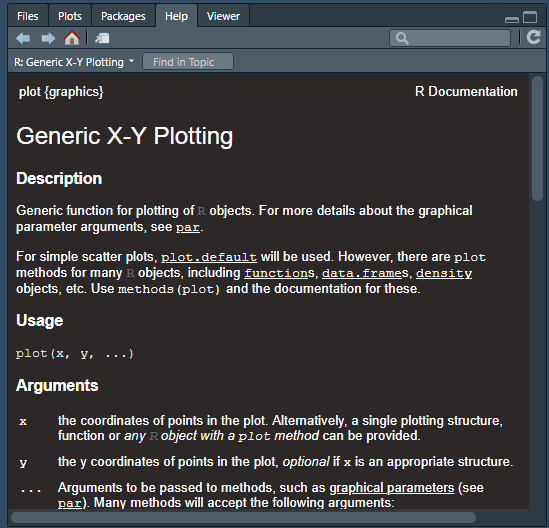 Files Plots Packages Help Viewer
R: Generic X-Y Plotting Find in Topic
plot {graphics} R Documentation
Generic X-Y Plotting
Description
Generic function for plotting of R objects. For more details about the graphical
parameter arguments, see par.
For simple scatter plots, plot.default will be used. However, there are plot
methods for many R objects, including functions, data.frames, density
objects, etc. Use methods(plot) and the documentation for these.
Usage
plot(x, y, ...)
Arguments
x the coordinates of points in the plot. Alternatively, a single plotting structure,
function or any R object with a plot method can be provided.
y the y coordinates of points in the plot, optional if x is an appropriate structure.
... Arguments to be passed to methods, such as graphical parameters (see
par). Many methods will accept the following arguments: